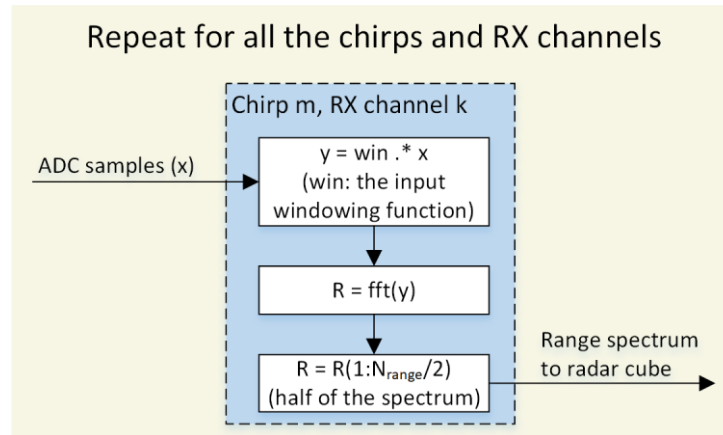 Repeat for all the chirps and RX channels
Chirp m, RX channel k
ADC samples (x)
y = win .* x
(win: the input
windowing function)
R = fft(y)
R = R(1:Nrange/2)
(half of the spectrum)
Range spectrum
to radar cube